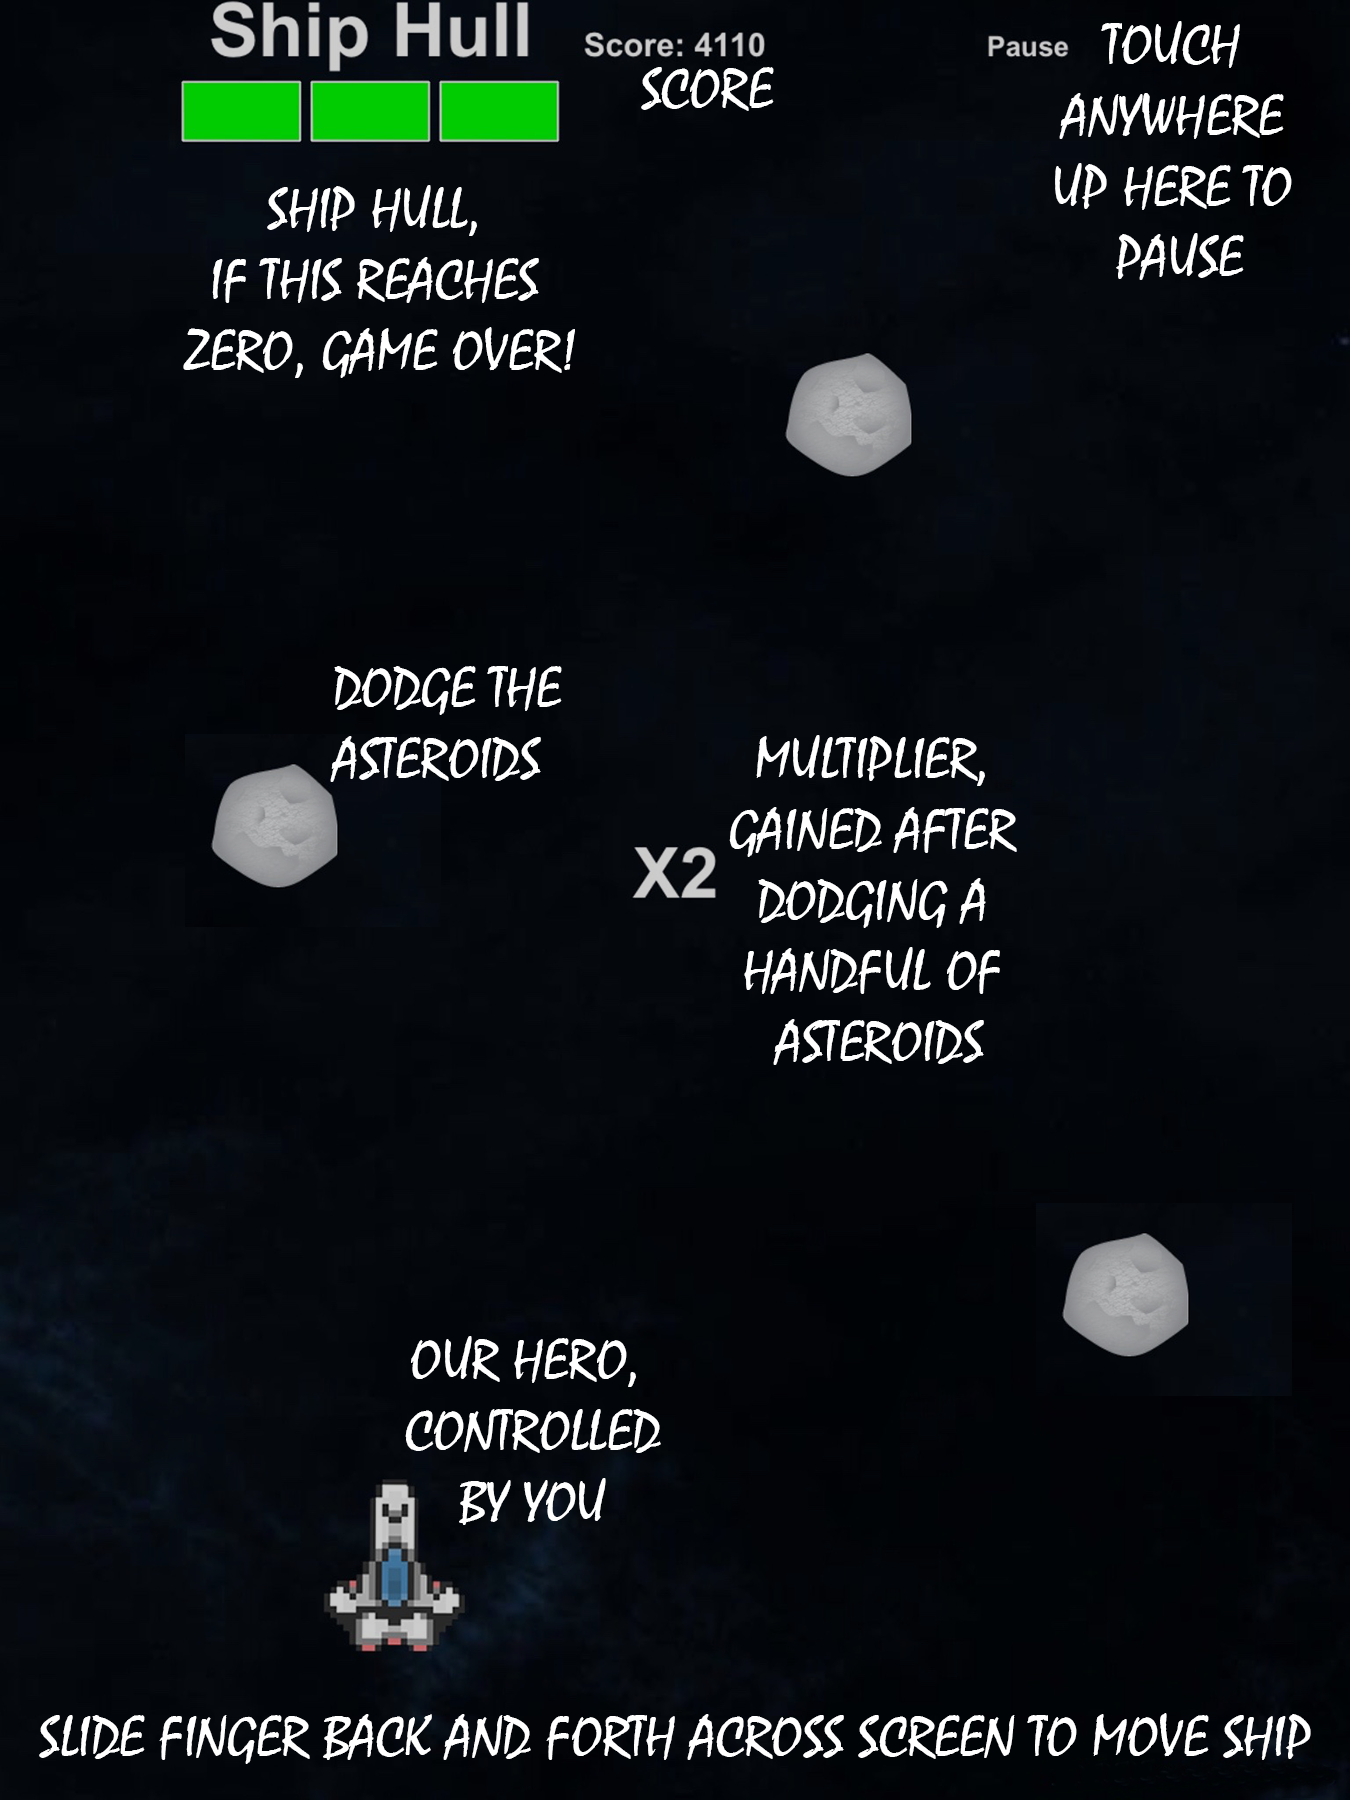 Ship Hull
Score: 4110
SCORE
Pause
TOUCH
ANYWHERE
UP HERE TO
PAUSE
SHIP HULL,
IF THIS REACHES
ZERO, GAME OVER!
DODGE THE
ASTEROIDS
X2
MULTIPLIER,
GAINED AFTER
DODGING A
HANDFUL OF
ASTEROIDS
OUR HERO,
CONTROLLED
BY YOU
SLIDE FINGER BACK AND FORTH ACROSS SCREEN TO MOVE SHIP